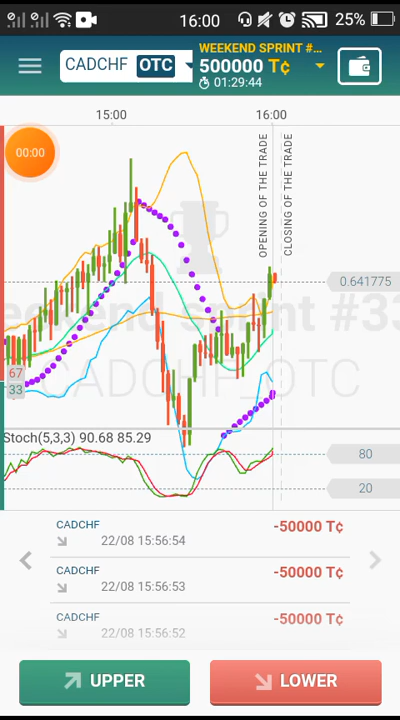 16:00
25%
CADCHF OTC
WEEKEND SPRINT #...
500000 T¢
01:29:44
15:00
16:00
00:00
OPENING OF THE TRADE
CLOSING OF THE TRADE
0.641775
eekend sprint #33
CADCHF_OTC
67
33
Stoch(5,3,3) 90.68 85.29
80
20
CADCHF
-50000 T¢
22/08 15:56:54
CADCHF
-50000 T¢
22/08 15:56:53
CADCHF
-50000 T¢
22/08 15:56:52
UPPER
LOWER